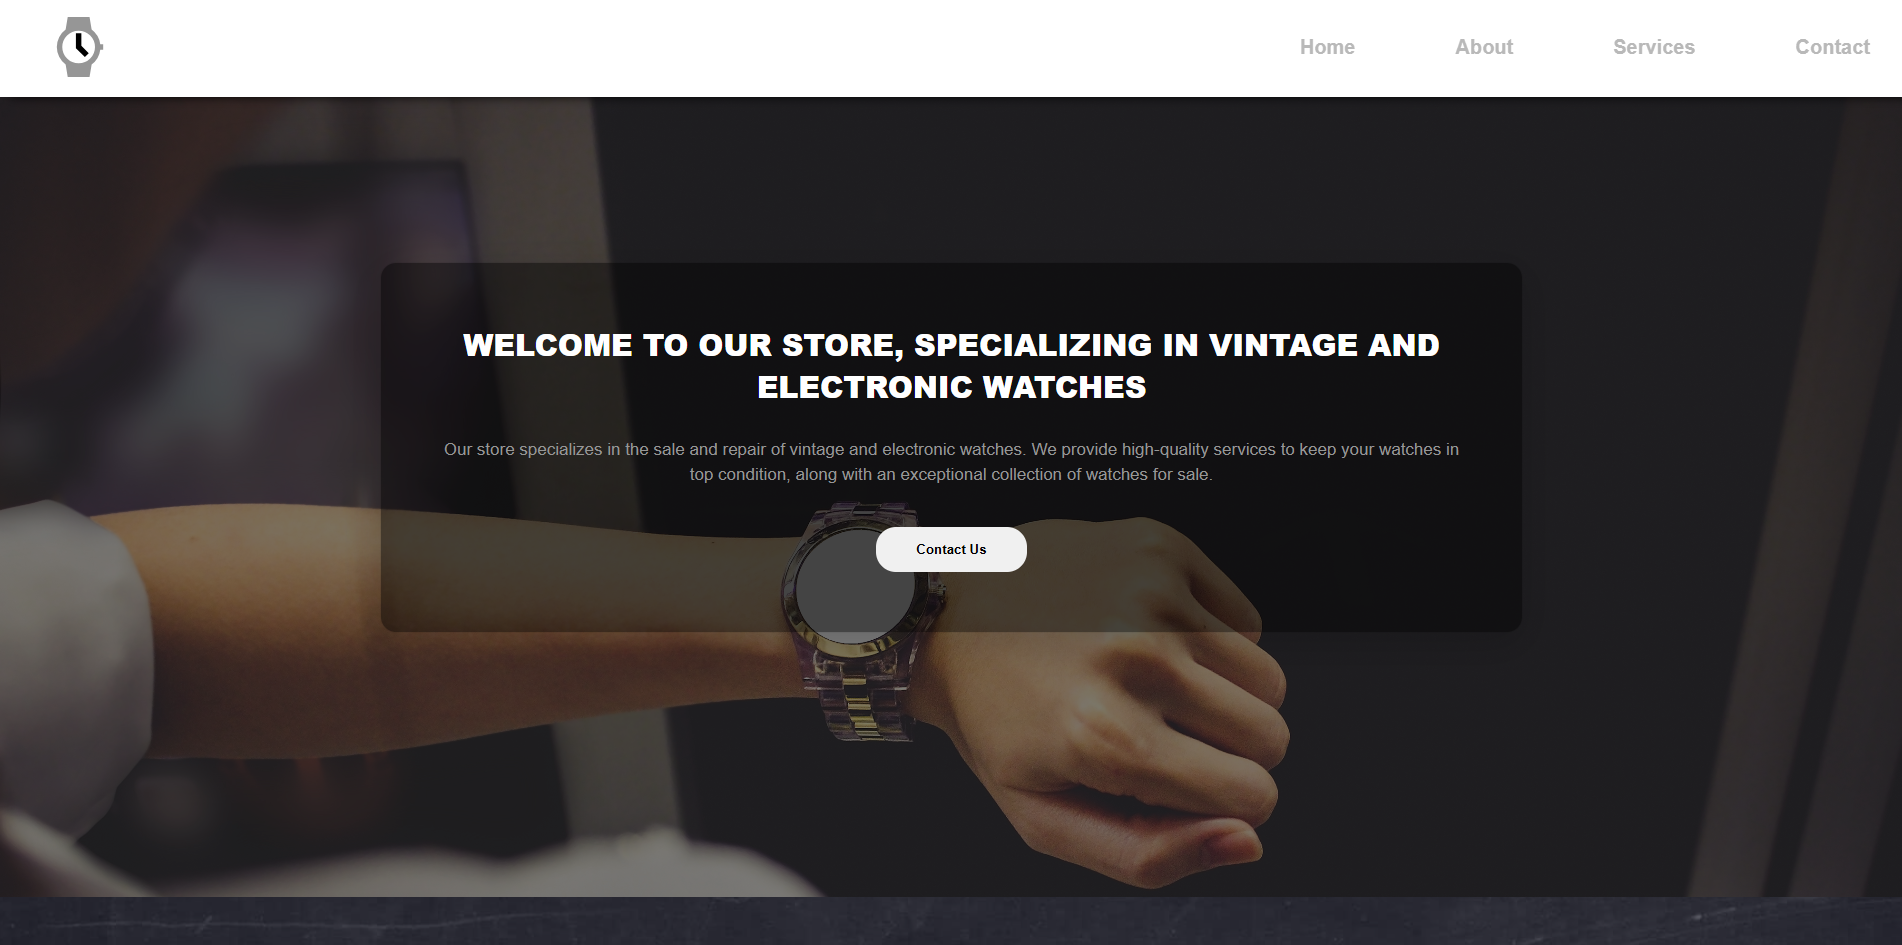 Home
About
Services
Contact
WELCOME TO OUR STORE, SPECIALIZING IN VINTAGE AND
ELECTRONIC WATCHES
Our store specializes in the sale and repair of vintage and electronic watches. We provide high-quality services to keep your watches in
top condition, along with an exceptional collection of watches for sale.
Contact Us